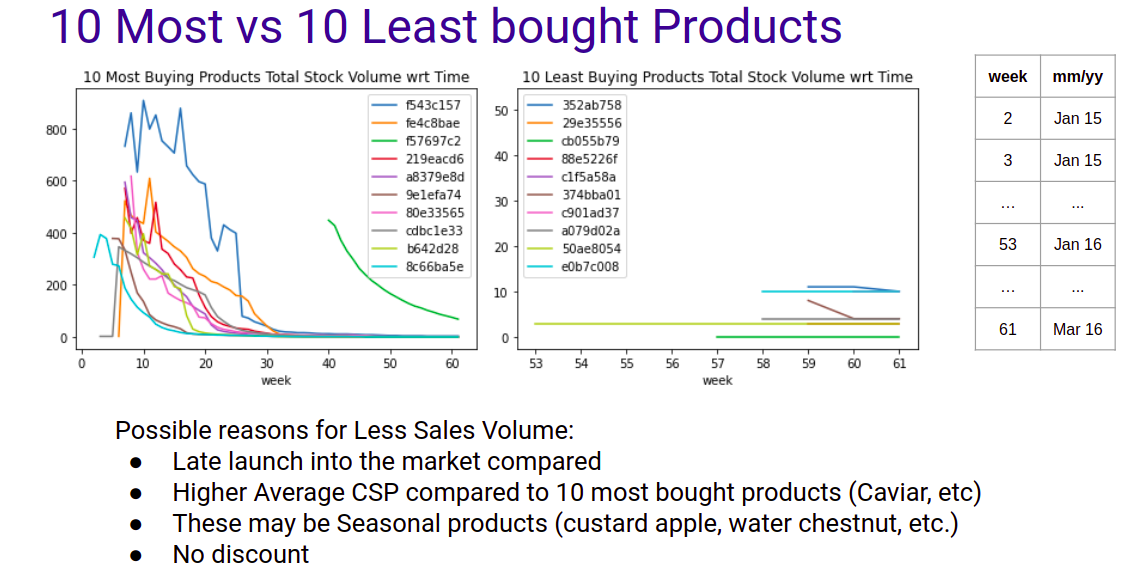 10 Most vs 10 Least bought Products
10 Most Buying Products Total Stock Volume wrt Time
800
600
400
200
0
0 10 20 30 40 50 60
week
f543c157
fe4c8bae
f57697c2
219eacd6
a8379e8d
9e1efa74
80e33565
cdbc1e33
b642d28
8c66ba5e
10 Least Buying Products Total Stock Volume wrt Time
50
40
30
20
10
0
53 54 55 56 57 58 59 60 61
week
352ab758
29e35556
cb055b79
88e5226f
c1f5a58a
374bba01
c901ad37
a079d02a
50ae8054
e0b7c008
week mm/yy
2 Jan 15
3 Jan 15
... ...
53 Jan 16
... ...
61 Mar 16
Possible reasons for Less Sales Volume:
● Late launch into the market compared
● Higher Average CSP compared to 10 most bought products (Caviar, etc)
● These may be Seasonal products (custard apple, water chestnut, etc.)
● No discount